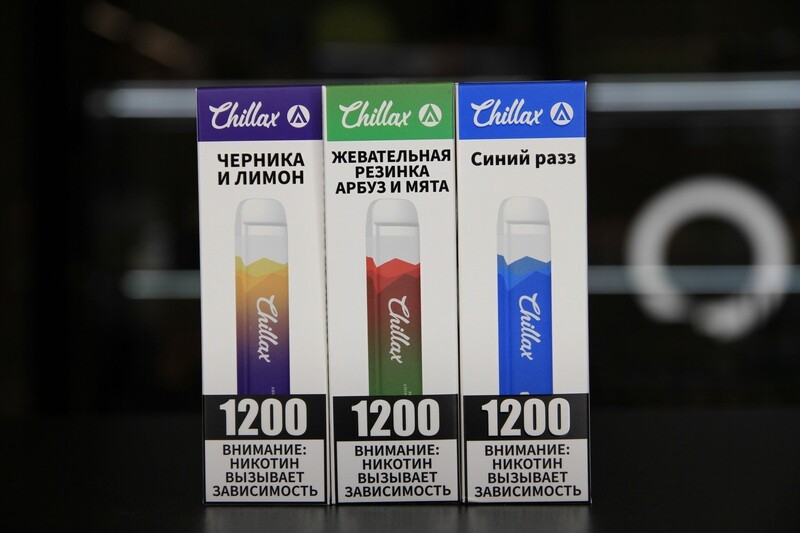 Chillax
ЧЕРНИКА
И ЛИМОН
Chillax
1200
ВНИМАНИЕ:
НИКОТИН
ВЫЗЫВАЕТ
ЗАВИСИМОСТЬ
Chillax
ЖЕВАТЕЛЬНАЯ
РЕЗИНКА
АРБУЗ И МЯТА
Chillax
1200
ВНИМАНИЕ:
НИКОТИН
ВЫЗЫВАЕТ
ЗАВИСИМОСТЬ
Chillax
Синий разз
Chillax
1200
ВНИМАНИЕ:
НИКОТИН
ВЫЗЫВАЕТ
ЗАВИСИМОСТЬ